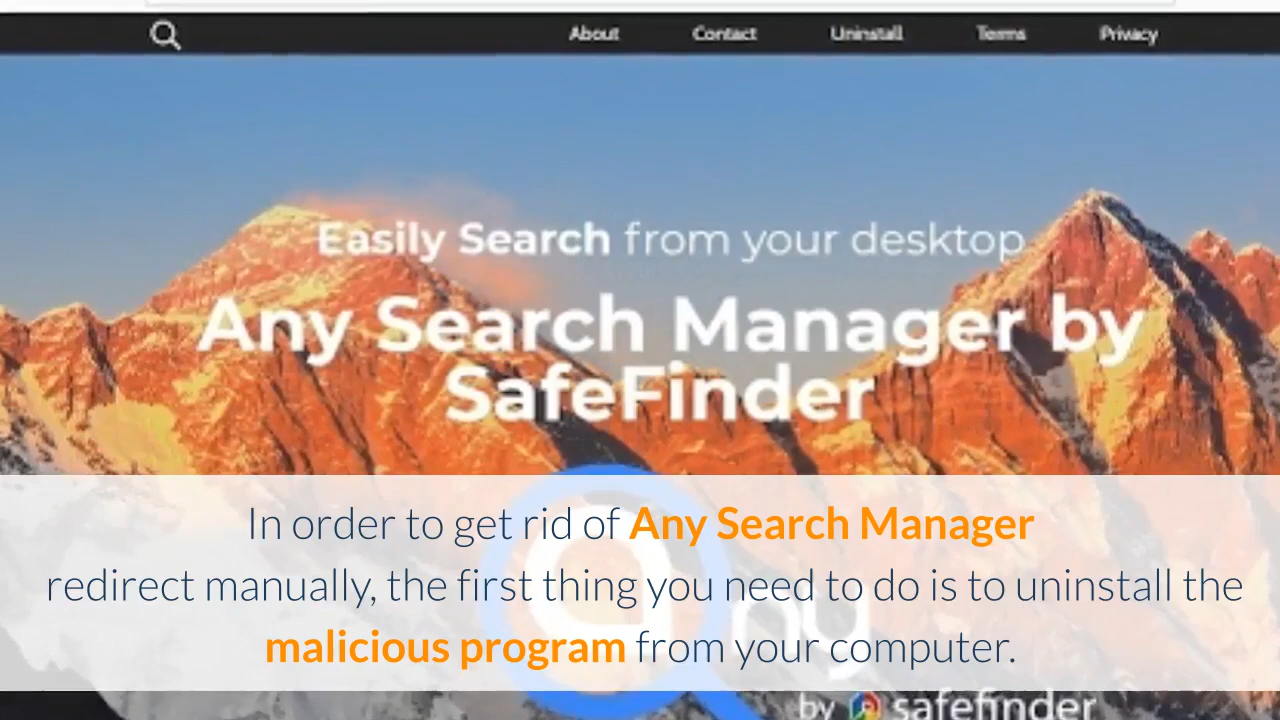 About Contact Uninstall Terms Privacy
Easily Search from your desktop
Any Search Manager by
SafeFinder
In order to get rid of Any Search Manager
redirect manually, the first thing you need to do is to uninstall the
malicious program from your computer.
any
by safefinder